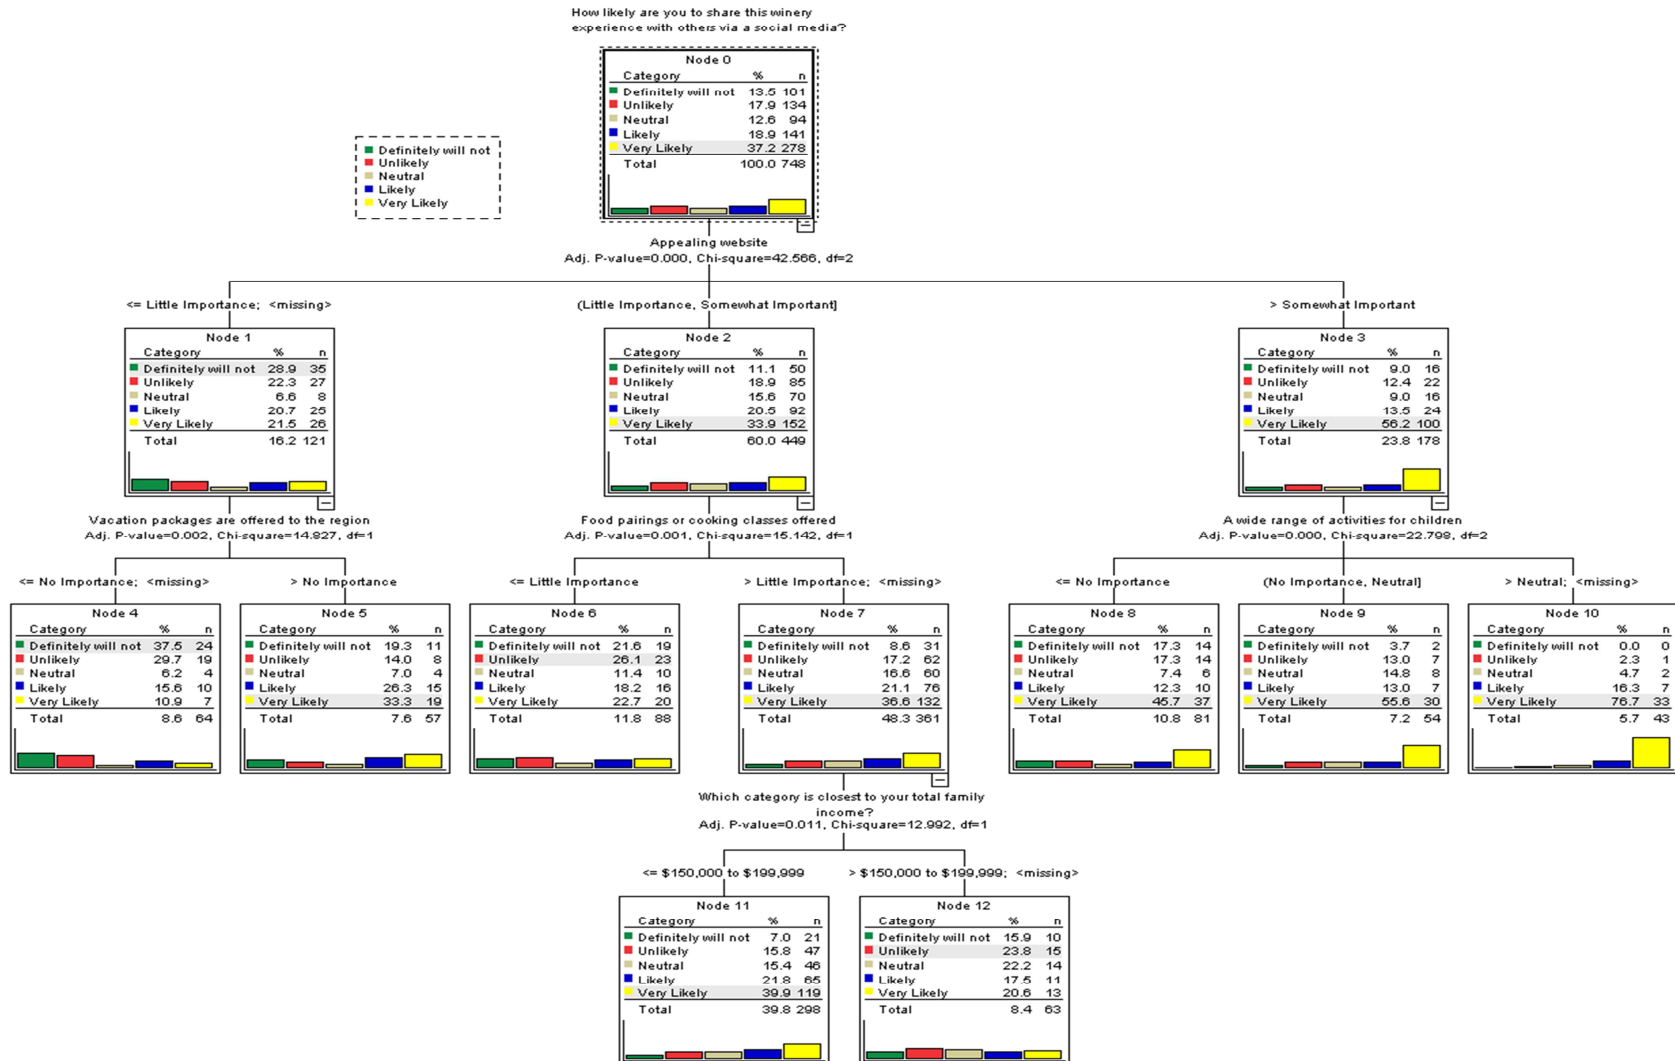 How likely are you to share this winery
experience with others via a social media?
Node 0
Category % n
Definitely will not 13.5 101
Unlikely 17.9 134
Neutral 12.6 94
Likely 18.9 141
Very Likely 37.2 278
Total 100.0 748
Definitely will not
Unlikely
Neutral
Likely
Very Likely
Appealing website
Adj. P-value=0.000, Chi-square=42.566, df=2
<= Little Importance; <missing>
(Little Importance, Somewhat Important]
> Somewhat Important
Node 1
Category % n
Definitely will not 28.9 35
Unlikely 22.3 27
Neutral 6.6 8
Likely 20.7 25
Very Likely 21.5 26
Total 16.2 121
Node 2
Category % n
Definitely will not 11.1 50
Unlikely 18.9 85
Neutral 15.6 70
Likely 20.5 92
Very Likely 33.9 152
Total 60.0 449
Node 3
Category % n
Definitely will not 9.0 16
Unlikely 12.4 22
Neutral 9.0 16
Likely 13.5 24
Very Likely 56.2 100
Total 23.8 178
Vacation packages are offered to the region
Adj. P-value=0.002, Chi-square=14.827, df=1
Food pairings or cooking classes offered
Adj. P-value=0.001, Chi-square=15.142, df=1
A wide range of activities for children
Adj. P-value=0.000, Chi-square=22.798, df=2
<= No Importance; <missing>
> No Importance
<= Little Importance
> Little Importance; <missing>
<= No Importance
(No Importance, Neutral]
> Neutral; <missing>
Node 4
Category % n
Definitely will not 37.5 24
Unlikely 29.7 19
Neutral 6.2 4
Likely 15.6 10
Very Likely 10.9 7
Total 8.6 64
Node 5
Category % n
Definitely will not 19.3 11
Unlikely 14.0 8
Neutral 7.0 4
Likely 26.3 15
Very Likely 33.3 19
Total 7.6 57
Node 6
Category % n
Definitely will not 21.6 19
Unlikely 26.1 23
Neutral 11.4 10
Likely 18.2 16
Very Likely 22.7 20
Total 11.8 88
Node 7
Category % n
Definitely will not 8.6 31
Unlikely 17.2 62
Neutral 16.6 60
Likely 21.1 76
Very Likely 36.6 132
Total 48.3 361
Node 8
Category % n
Definitely will not 17.3 14
Unlikely 17.3 14
Neutral 7.4 6
Likely 12.3 10
Very Likely 45.7 37
Total 10.8 81
Node 9
Category % n
Definitely will not 3.7 2
Unlikely 13.0 7
Neutral 14.8 8
Likely 13.0 7
Very Likely 55.6 30
Total 7.2 54
Node 10
Category % n
Definitely will not 0.0 0
Unlikely 2.3 1
Neutral 4.7 2
Likely 16.3 7
Very Likely 76.7 33
Total 5.7 43
Which category is closest to your total family
income?
Adj. P-value=0.011, Chi-square=12.992, df=1
<= $150,000 to $199,999
> $150,000 to $199,999; <missing>
Node 11
Category % n
Definitely will not 7.0 21
Unlikely 15.8 47
Neutral 15.4 46
Likely 21.8 65
Very Likely 39.9 119
Total 39.8 298
Node 12
Category % n
Definitely will not 15.9 10
Unlikely 23.8 15
Neutral 22.2 14
Likely 17.5 11
Very Likely 20.6 13
Total 8.4 63